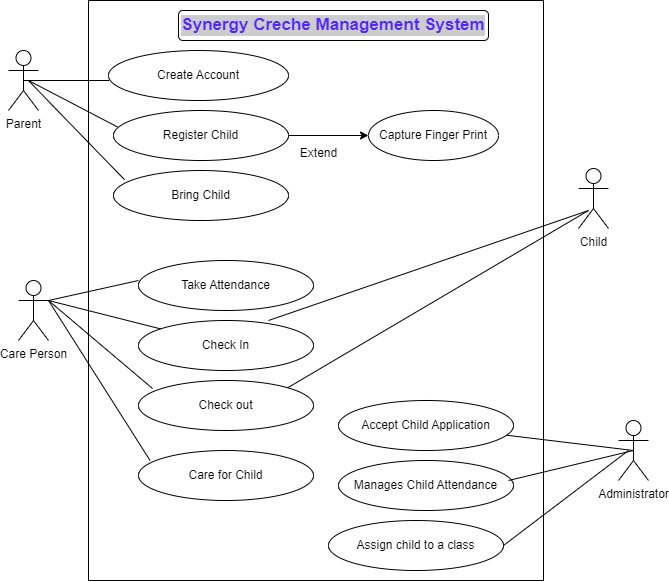 Synergy Creche Management System
Create Account
Parent
Register Child
Extend
Capture Finger Print
Bring Child
Child
Take Attendance
Care Person
Check In
Check out
Accept Child Application
Care for Child
Manages Child Attendance
Administrator
Assign child to a class